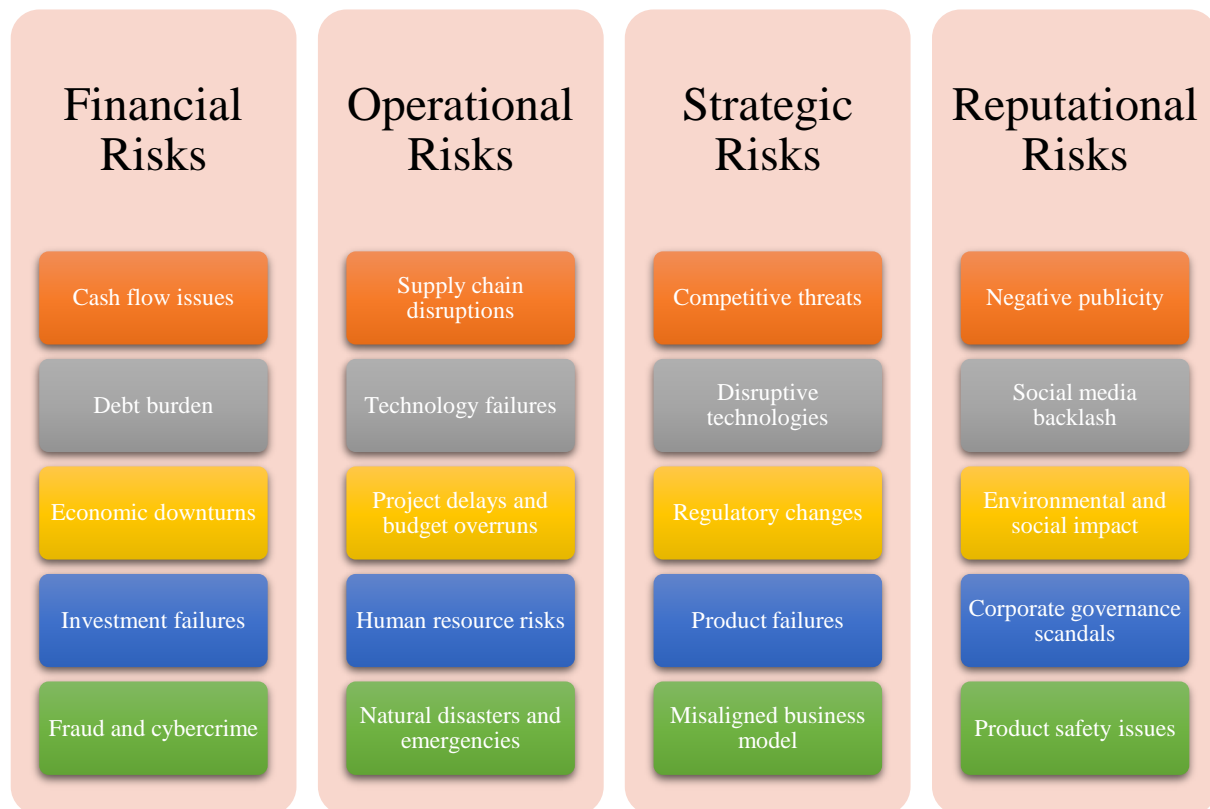 Financial
Risks
Cash flow issues
Debt burden
Economic downturns
Investment failures
Fraud and cybercrime
Operational
Risks
Supply chain
disruptions
Technology failures
Project delays and
budget overruns
Human resource risks
Natural disasters and
emergencies
Strategic
Risks
Competitive threats
Disruptive
technologies
Regulatory changes
Product failures
Misaligned business
model
Reputational
Risks
Negative publicity
Social media
backlash
Environmental and
social impact
Corporate governance
scandals
Product safety issues